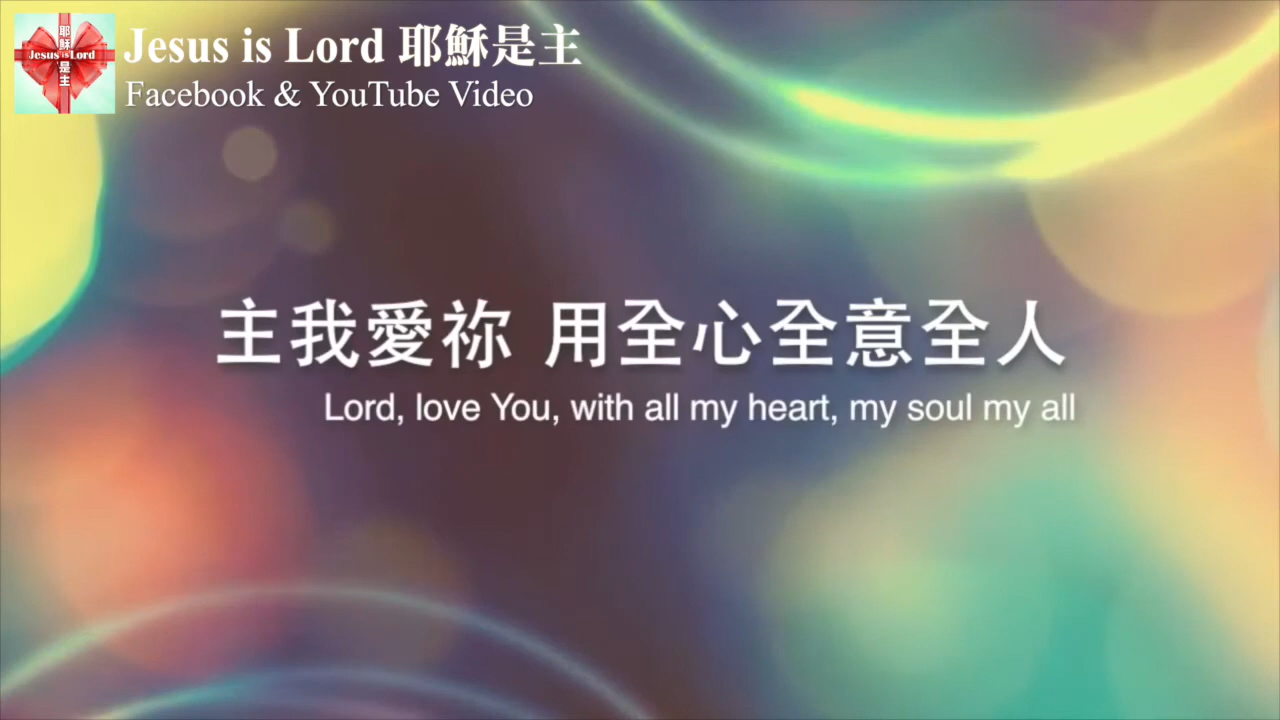 Jesus is Lord 耶穌是主
Facebook & YouTube Video
耶穌是主
Jesus is Lord
主我愛祢 用全心全意全人
Lord, love You, with all my heart, my soul my all